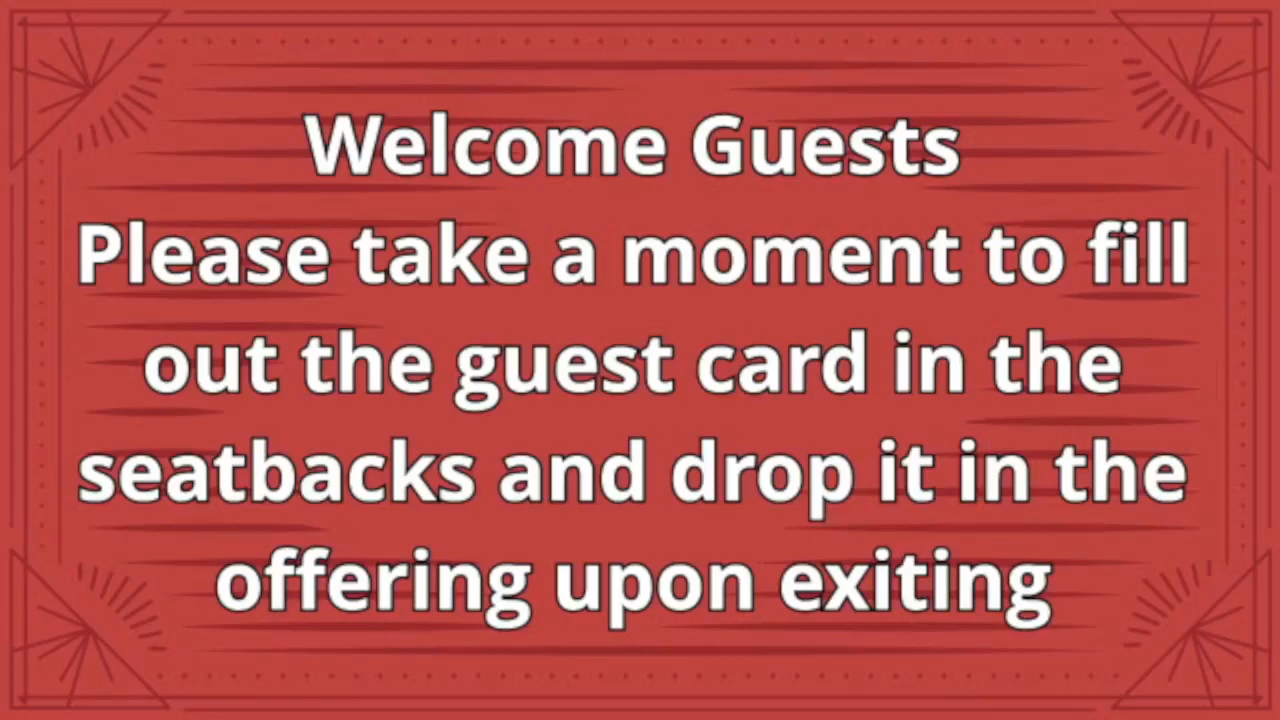 Welcome Guests
Please take a moment to fill
out the guest card in the
seatbacks and drop it in the
offering upon exiting